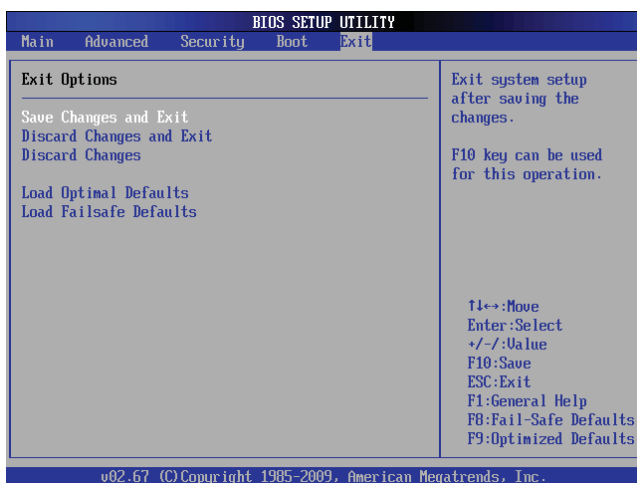 BIOS SETUP UTILITY
Main Advanced Security Boot Exit
Exit Options
Save Changes and Exit
Discard Changes and Exit
Discard Changes
Load Optimal Defaults
Load Failsafe Defaults
Exit system setup
after saving the
changes.
F10 key can be used
for this operation.
↑↓↔:Move
Enter:Select
+/-/:Value
F10:Save
ESC:Exit
F1:General Help
F8:Fail-Safe Defaults
F9:Optimized Defaults
v02.67 (C)Copyright 1985-2009, American Megatrends, Inc.